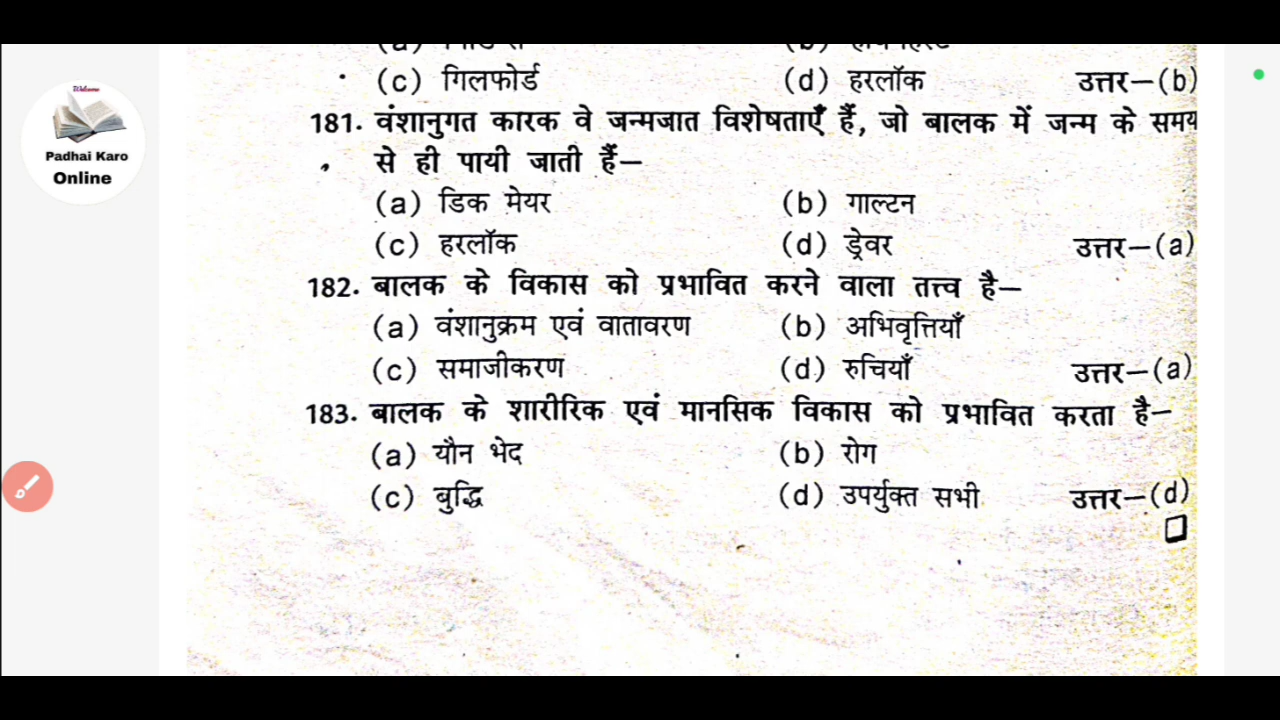 Welcome
Padhai Karo
Online
(c) गिलफोर्ड (d) हरलॉक उत्तर–(b)
181. वंशानुगत कारक वे जन्मजात विशेषताएँ हैं, जो बालक में जन्म के समय
से ही पायी जाती हैं–
(a) डिक मेयर (b) गाल्टन
(c) हरलॉक (d) ड्रेवर उत्तर–(a)
182. बालक के विकास को प्रभावित करने वाला तत्त्व है–
(a) वंशानुक्रम एवं वातावरण (b) अभिवृत्तियाँ
(c) समाजीकरण (d) रुचियाँ उत्तर–(a)
183. बालक के शारीरिक एवं मानसिक विकास को प्रभावित करता है–
(a) यौन भेद (b) रोग
(c) बुद्धि (d) उपर्युक्त सभी उत्तर–(d)